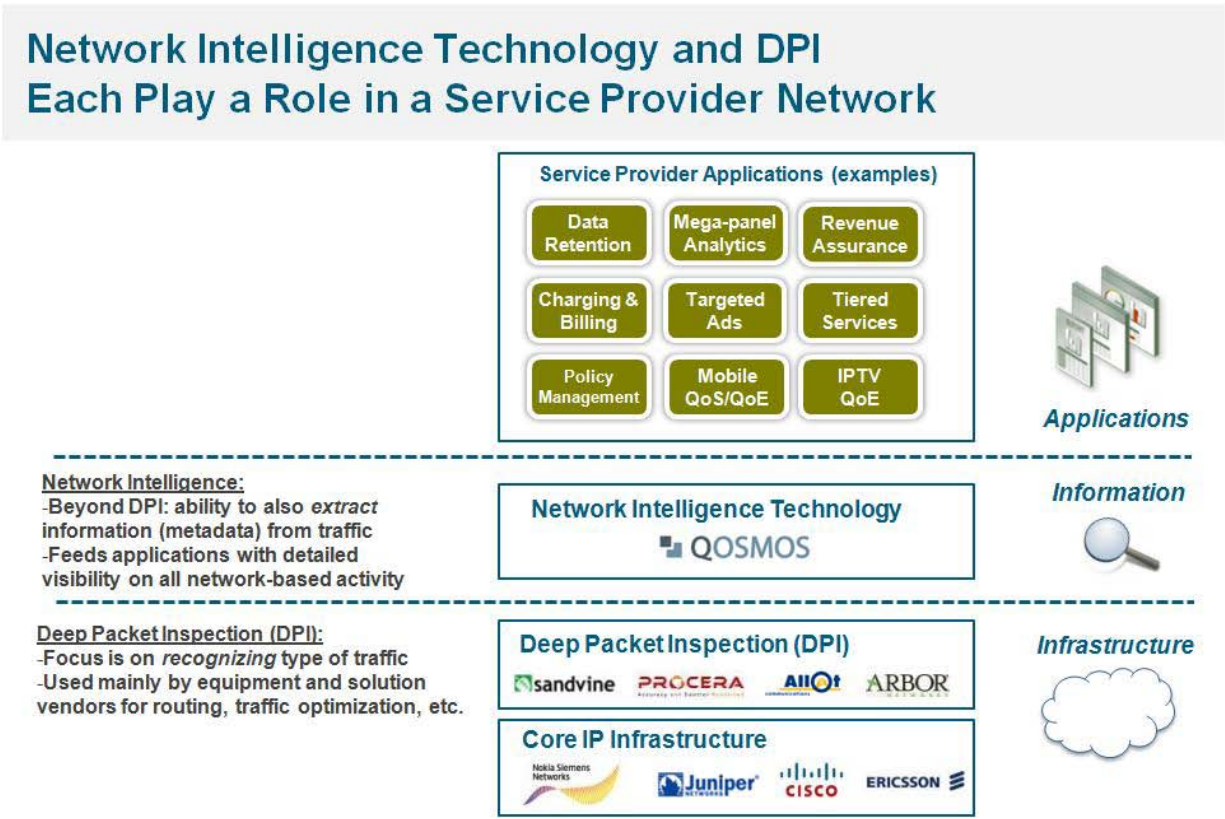 Network Intelligence Technology and DPI
Each Play a Role in a Service Provider Network
Service Provider Applications (examples)
Data
Retention
Mega-panel
Analytics
Revenue
Assurance
Charging &
Billing
Targeted
Ads
Tiered
Services
Policy
Management
Mobile
QoS/QoE
IPTV
QoE
Applications
Network Intelligence:
-Beyond DPI: ability to also extract
information (metadata) from traffic
-Feeds applications with detailed
visibility on all network-based activity
Network Intelligence Technology
QOSMOS
Information
Deep Packet Inspection (DPI):
-Focus is on recognizing type of traffic
-Used mainly by equipment and solution
vendors for routing, traffic optimization, etc.
Deep Packet Inspection (DPI)
sandvine
PROCERA
Allot
communications
ARBOR
NETWORKS
Infrastructure
Core IP Infrastructure
Nokia Siemens
Networks
Juniper
NETWORKS
CISCO
ERICSSON